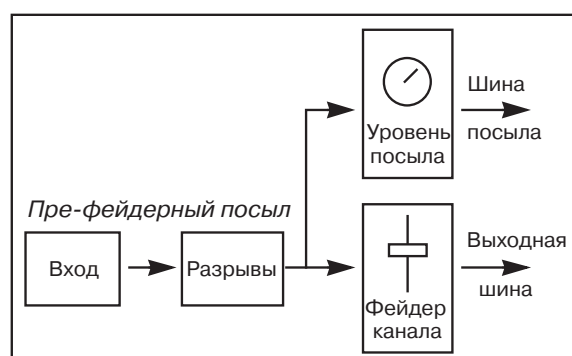 Шина
Уровень
посыла
посыла
Пре-фейдерный посыл
Вход
Разрывы
Выходная
шина
Фейдер
канала